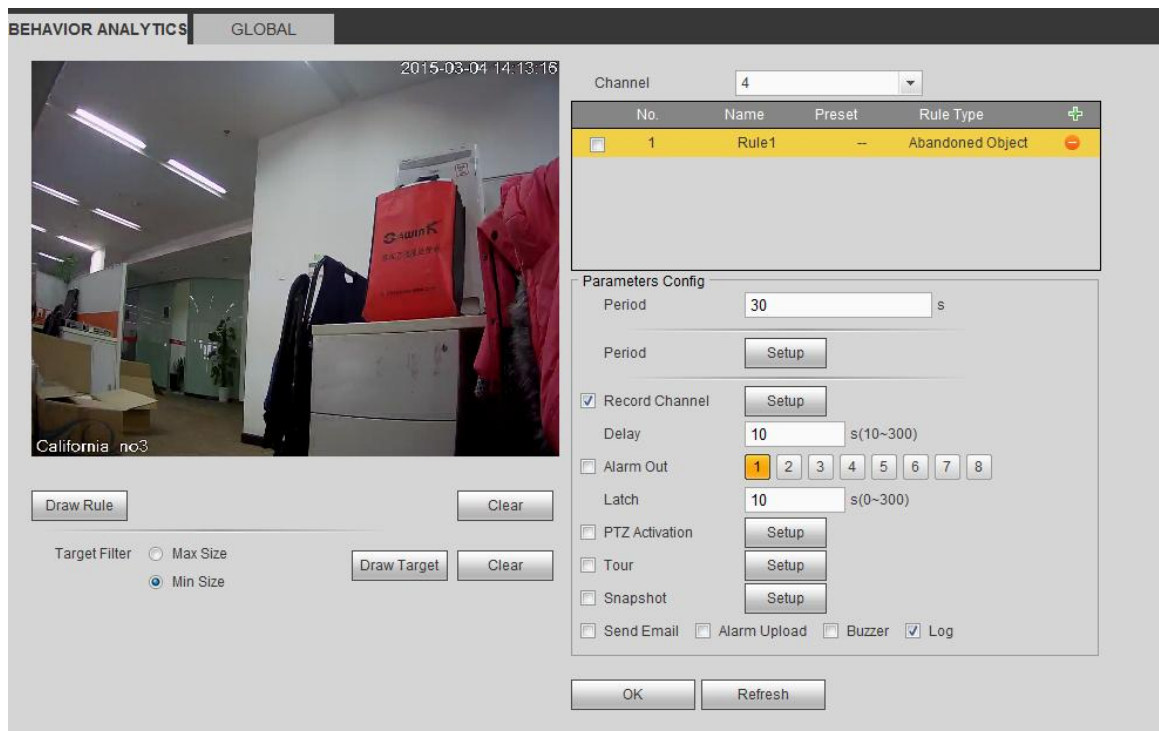 BEHAVIOR ANALYTICS GLOBAL
2015-03-04 14:13:16
California no3
Draw Rule Clear
Target Filter Max Size
Min Size
Draw Target Clear
Channel 4
No. Name Preset Rule Type
1 Rule1 -- Abandoned Object
Parameters Config
Period 30 s
Period Setup
Record Channel Setup
Delay 10 s(10~300)
Alarm Out 1 2 3 4 5 6 7 8
Latch 10 s(0~300)
PTZ Activation Setup
Tour Setup
Snapshot Setup
Send Email Alarm Upload Buzzer Log
OK Refresh